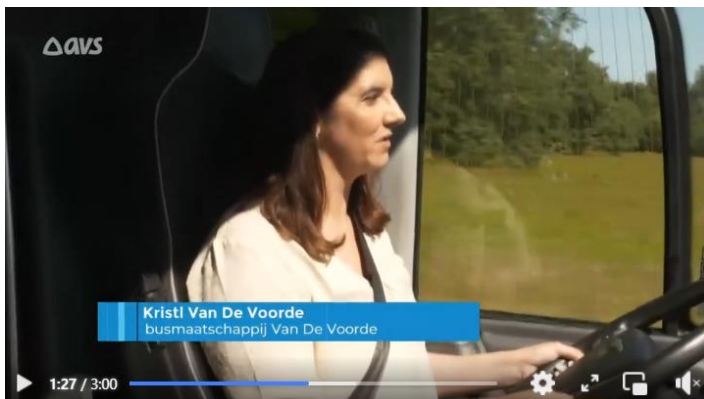 avs
Kristl Van De Voorde
busmaatschappij Van De Voorde
1:27 / 3:00